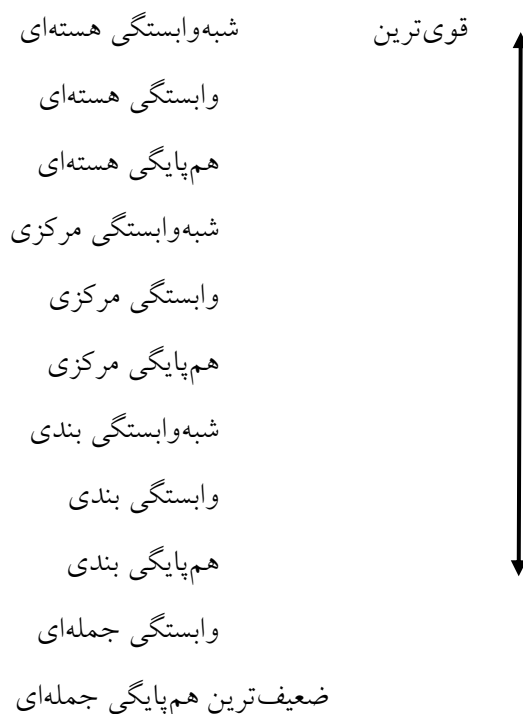 قوی‌ترین شبه‌وابستگی هسته‌ای
وابستگی هسته‌ای
هم‌پایگی هسته‌ای
شبه‌وابستگی مرکزی
وابستگی مرکزی
هم‌پایگی مرکزی
شبه‌وابستگی بندی
وابستگی بندی
هم‌پایگی بندی
وابستگی جمله‌ای
ضعیف‌ترین هم‌پایگی جمله‌ای